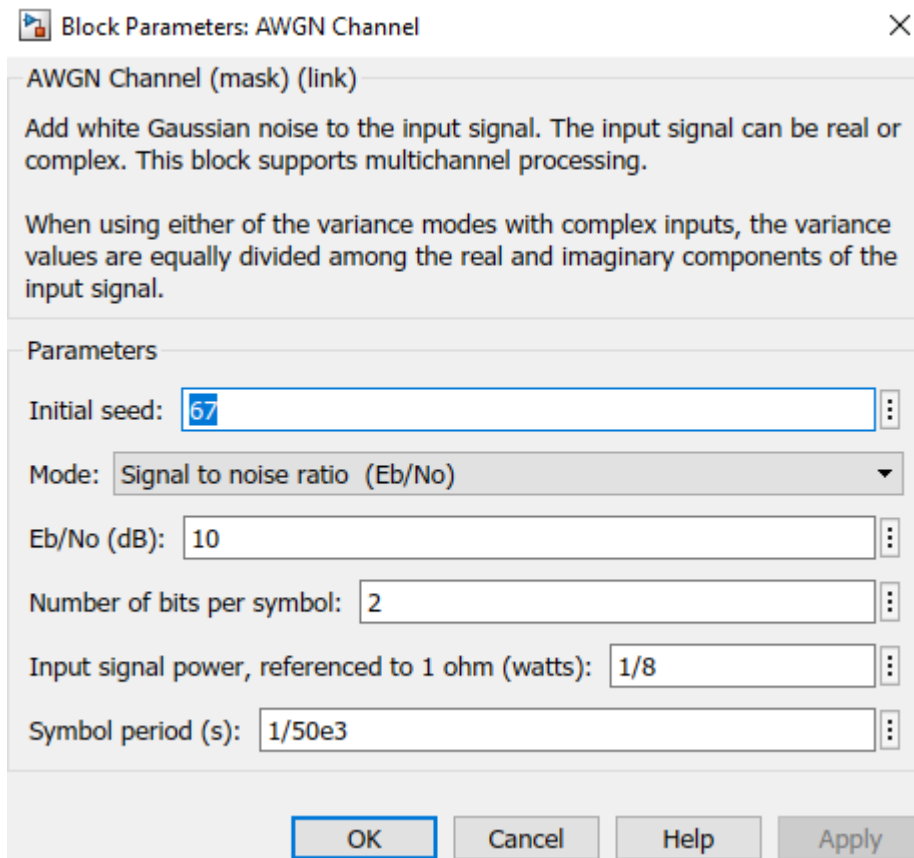 Block Parameters: AWGN Channel
AWGN Channel (mask) (link)
Add white Gaussian noise to the input signal. The input signal can be real or
complex. This block supports multichannel processing.
When using either of the variance modes with complex inputs, the variance
values are equally divided among the real and imaginary components of the
input signal.
Parameters
Initial seed: 67
Mode: Signal to noise ratio (Eb/No)
Eb/No (dB): 10
Number of bits per symbol: 2
Input signal power, referenced to 1 ohm (watts): 1/8
Symbol period (s): 1/50e3
OK Cancel Help Apply